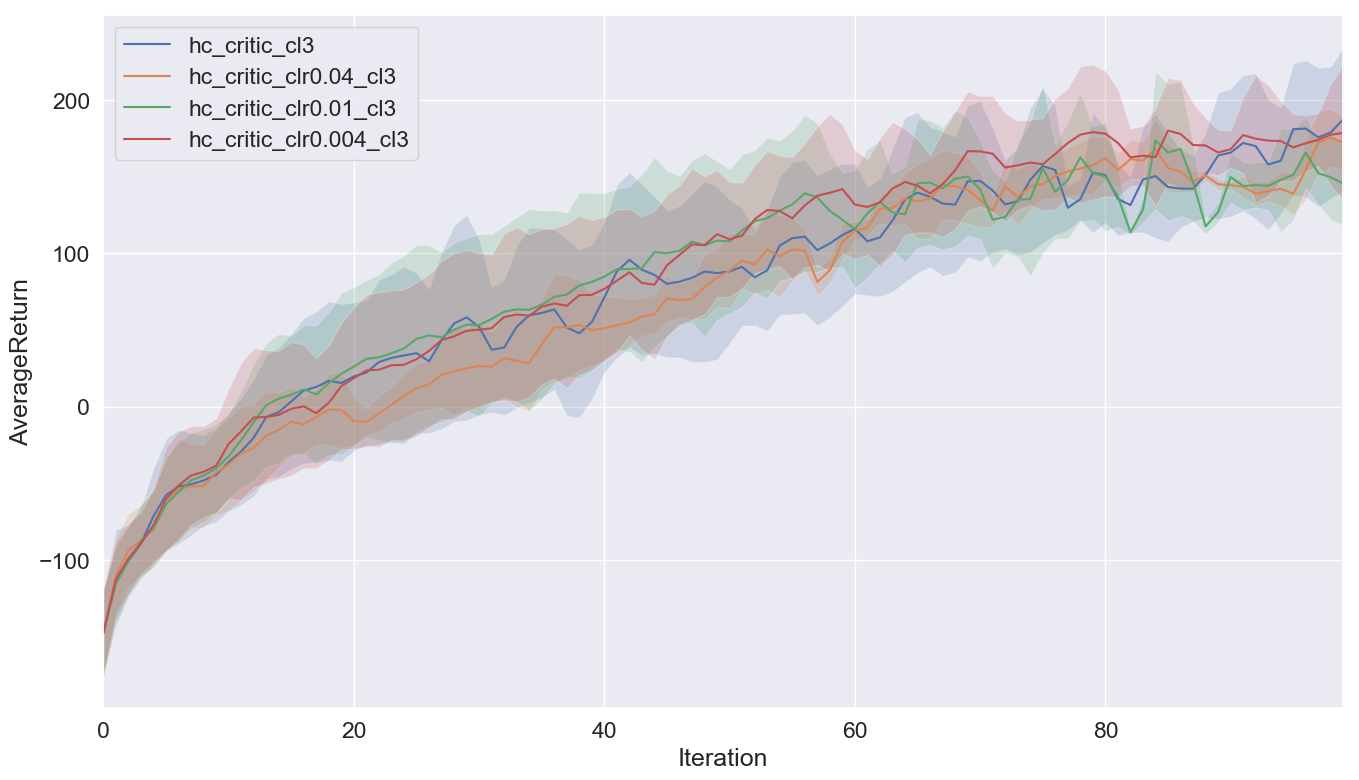 hc_critic_cl3
hc_critic_clr0.04_cl3
hc_critic_clr0.01_cl3
hc_critic_clr0.004_cl3
AverageReturn
200
100
0
−100
0 20 40 60 80
Iteration